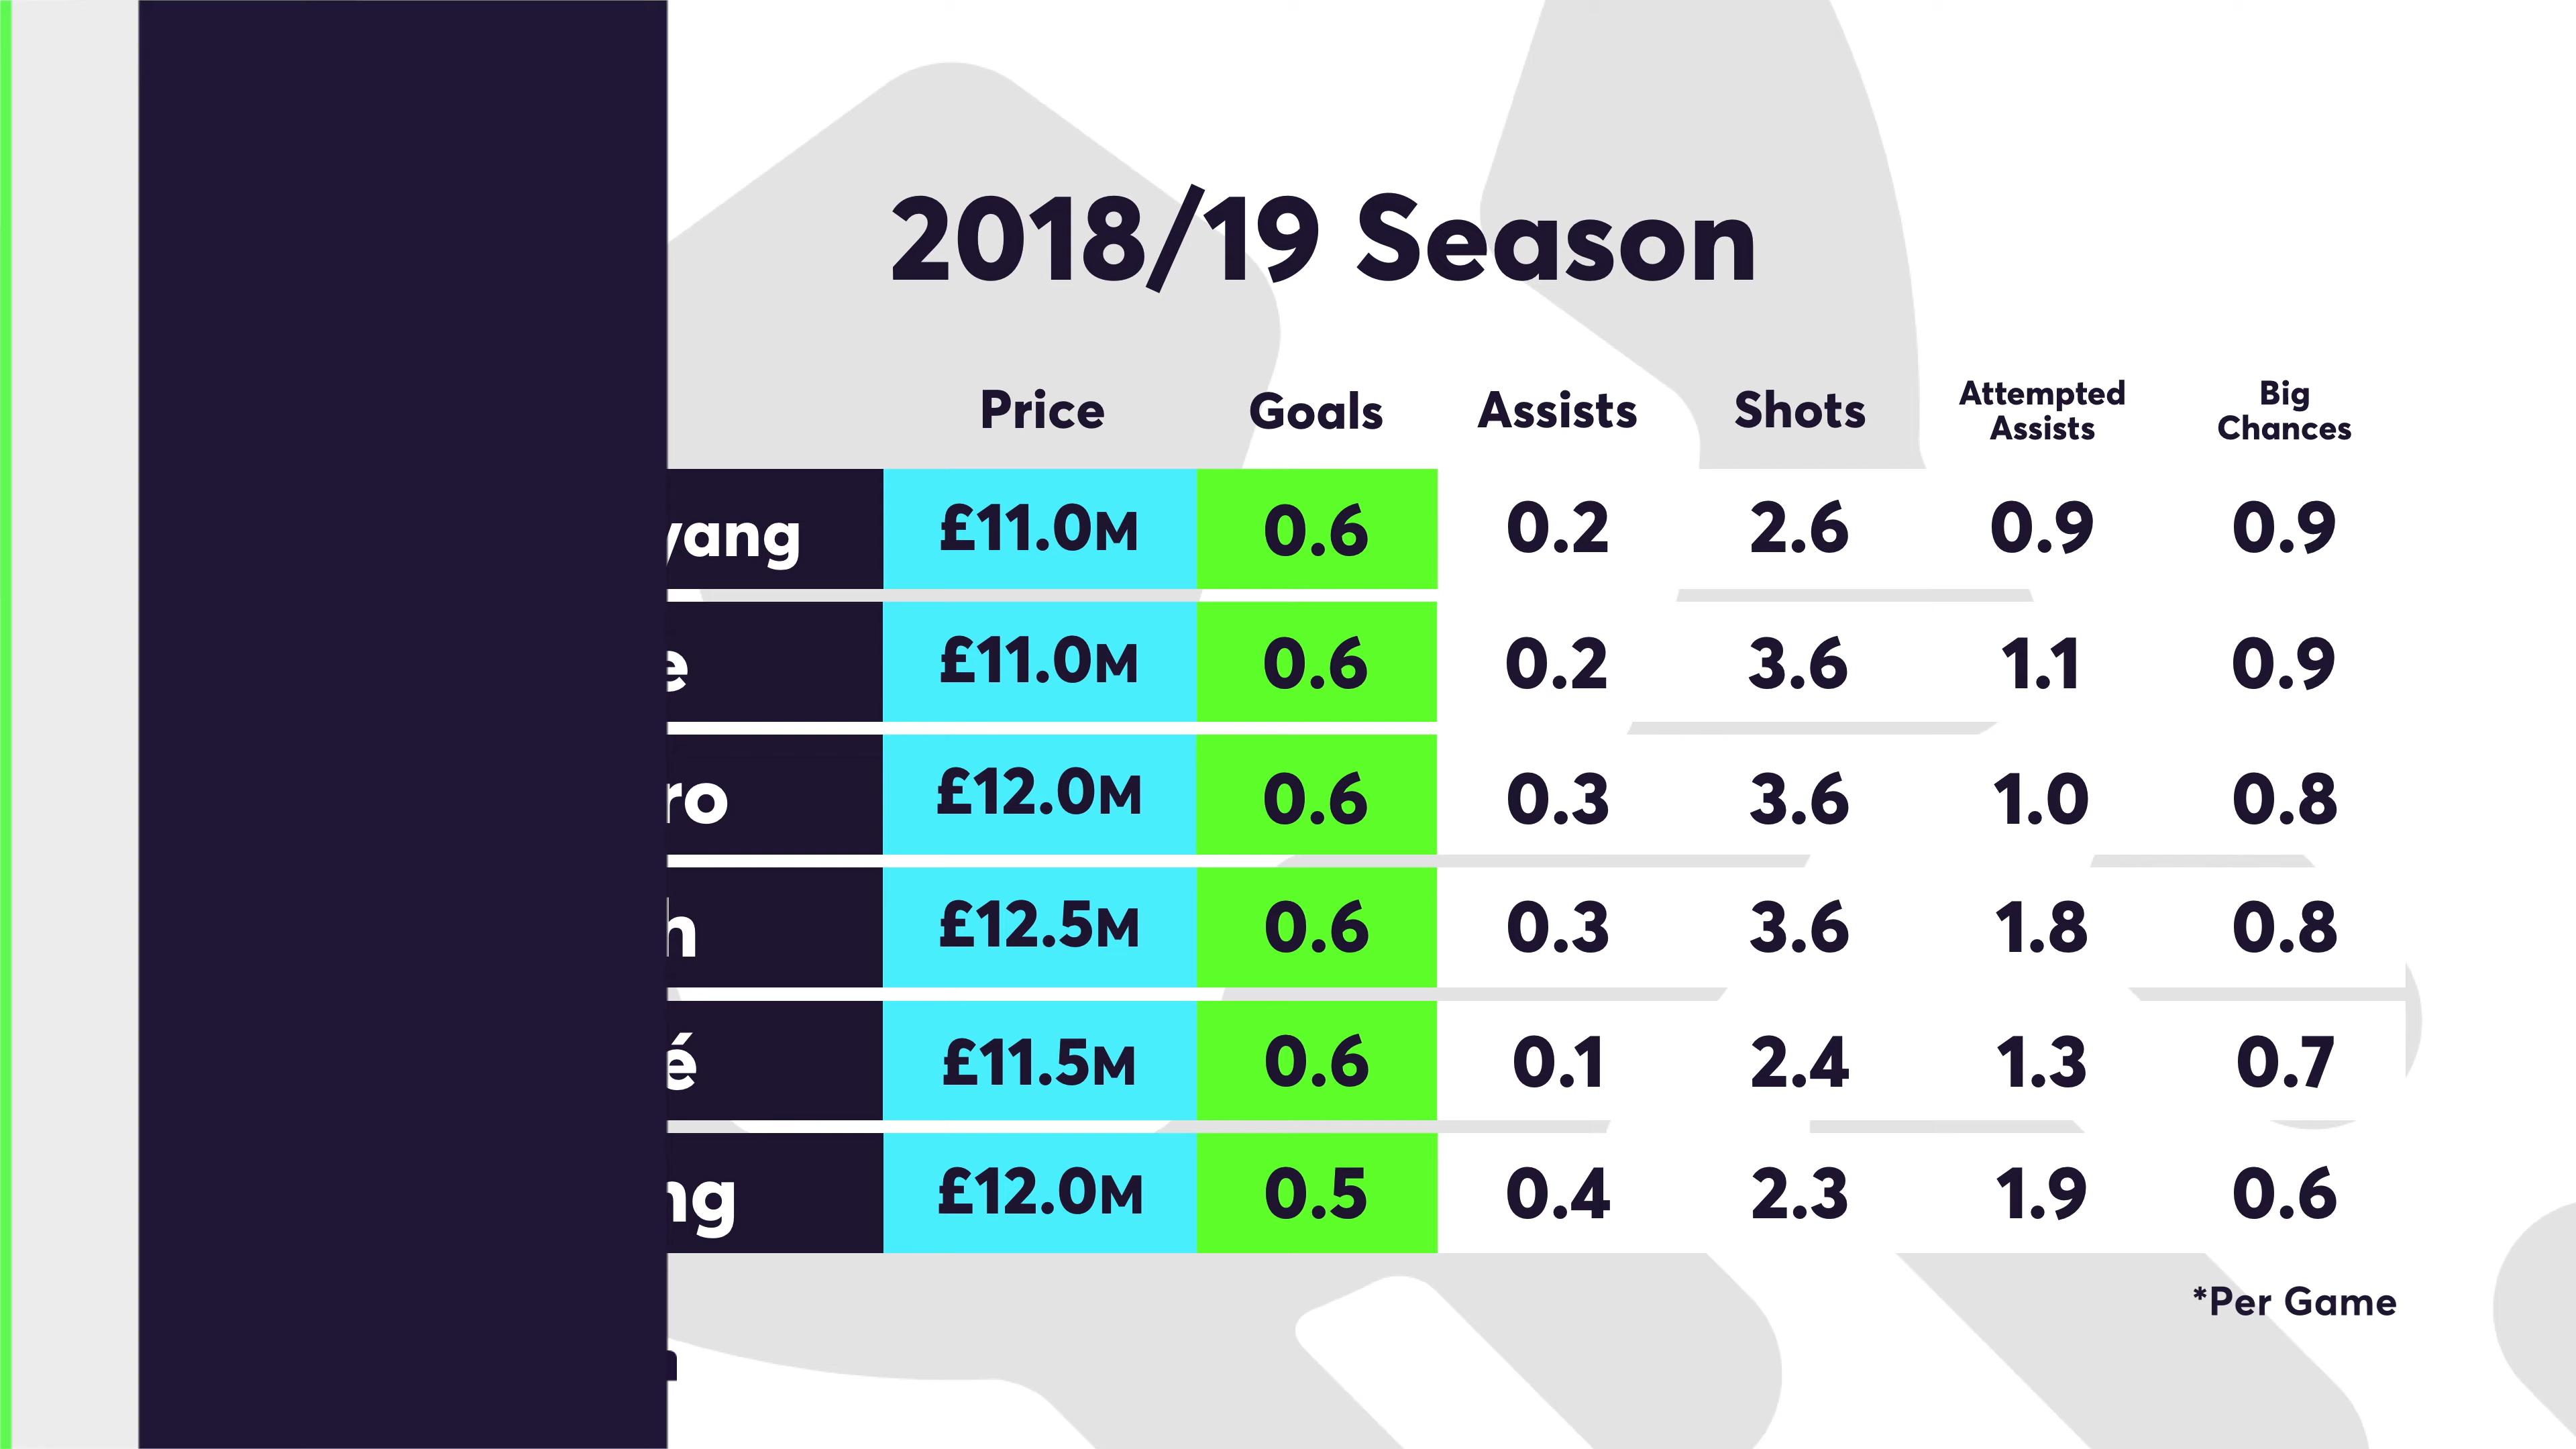 2018/19 Season
Price Goals Assists Shots Attempted Assists Big Chances
yang £11.0M 0.6 0.2 2.6 0.9 0.9
e £11.0M 0.6 0.2 3.6 1.1 0.9
ro £12.0M 0.6 0.3 3.6 1.0 0.8
h £12.5M 0.6 0.3 3.6 1.8 0.8
é £11.5M 0.6 0.1 2.4 1.3 0.7
ng £12.0M 0.5 0.4 2.3 1.9 0.6
*Per Game